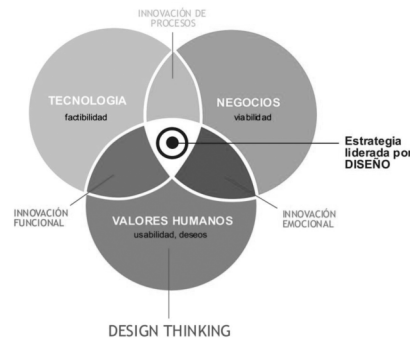 INNOVACIÓN DE
PROCESOS
TECNOLOGIA
factibilidad
NEGOCIOS
viabilidad
Estrategia
liderada por
DISEÑO
INNOVACIÓN
FUNCIONAL
VALORES HUMANOS
usabilidad, deseos
INNOVACIÓN
EMOCIONAL
DESIGN THINKING